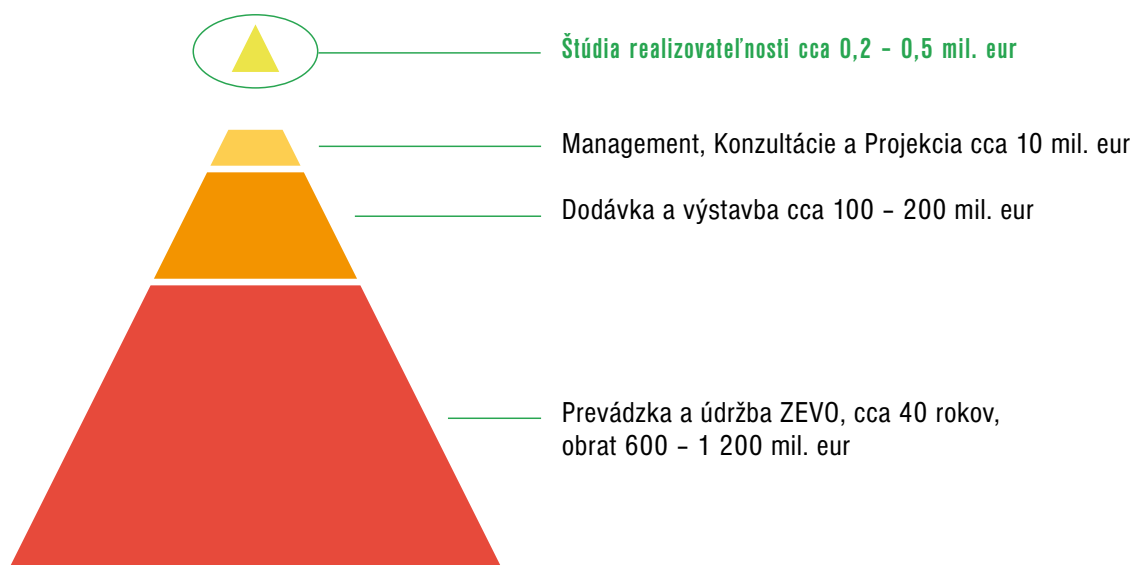 Štúdia realizovateľnosti cca 0,2 - 0,5 mil. eur
Management, Konzultácie a Projekcia cca 10 mil. eur
Dodávka a výstavba cca 100 – 200 mil. eur
Prevádzka a údržba ZEVO, cca 40 rokov,
obrat 600 – 1 200 mil. eur